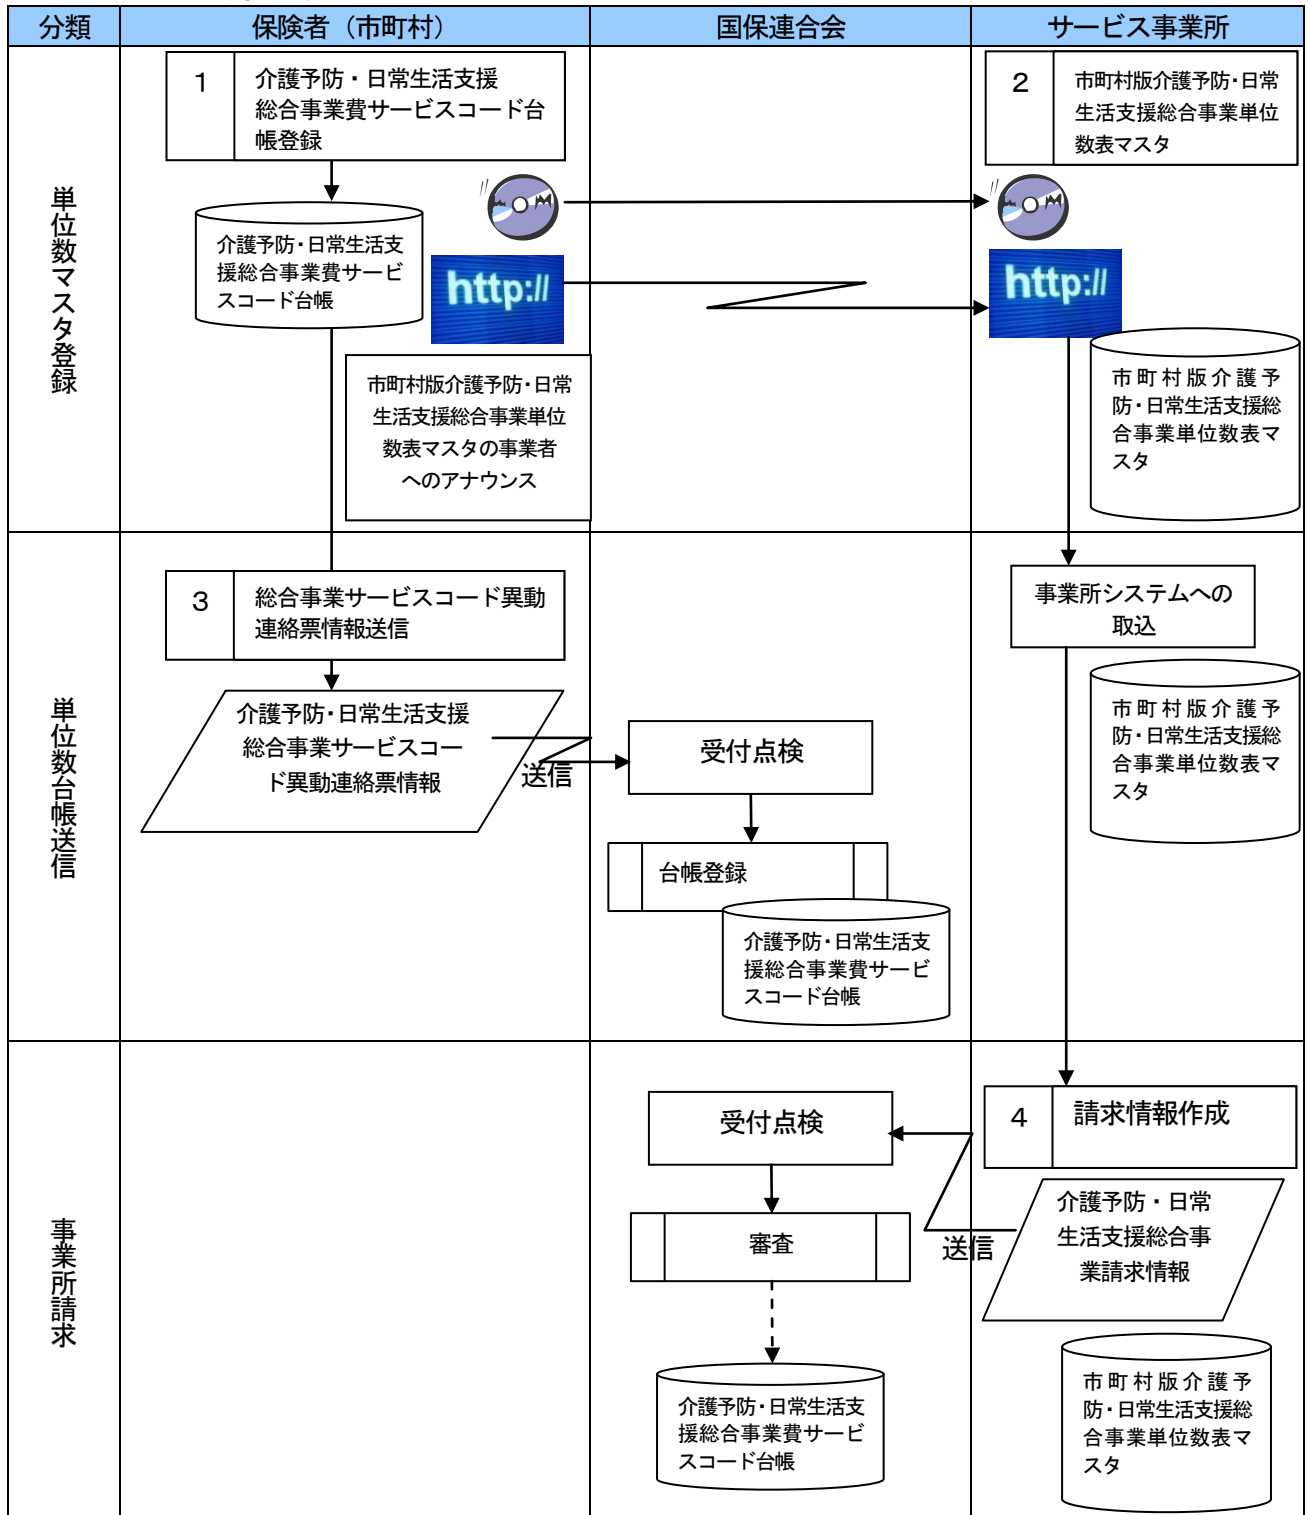 分類
保険者（市町村）
国保連合会
サービス事業所
単位数マスタ登録
1
介護予防・日常生活支援
総合事業費サービスコード台
帳登録
介護予防・日常生活支
援総合事業費サービ
スコード台帳
http://
市町村版介護予防・日常
生活支援総合事業単位
数表マスタの事業者
へのアナウンス
2
市町村版介護予防・日常
生活支援総合事業単位
数表マスタ
http://
市町村版介護予
防・日常生活支援総
合事業単位数表マ
スタ
単位数台帳送信
3
総合事業サービスコード異動
連絡票情報送信
介護予防・日常生活支援
総合事業サービスコー
ド異動連絡票情報
送信
受付点検
台帳登録
介護予防・日常生活支
援総合事業費サービ
スコード台帳
事業所システムへの
取込
市町村版介護予
防・日常生活支援総
合事業単位数表マ
スタ
事業所請求
受付点検
審査
介護予防・日常生活支
援総合事業費サービ
スコード台帳
送信
4
請求情報作成
介護予防・日常
生活支援総合事
業請求情報
市町村版介護予
防・日常生活支援総
合事業単位数表マ
スタ